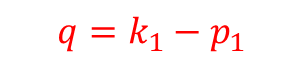 q = k₁ − p₁